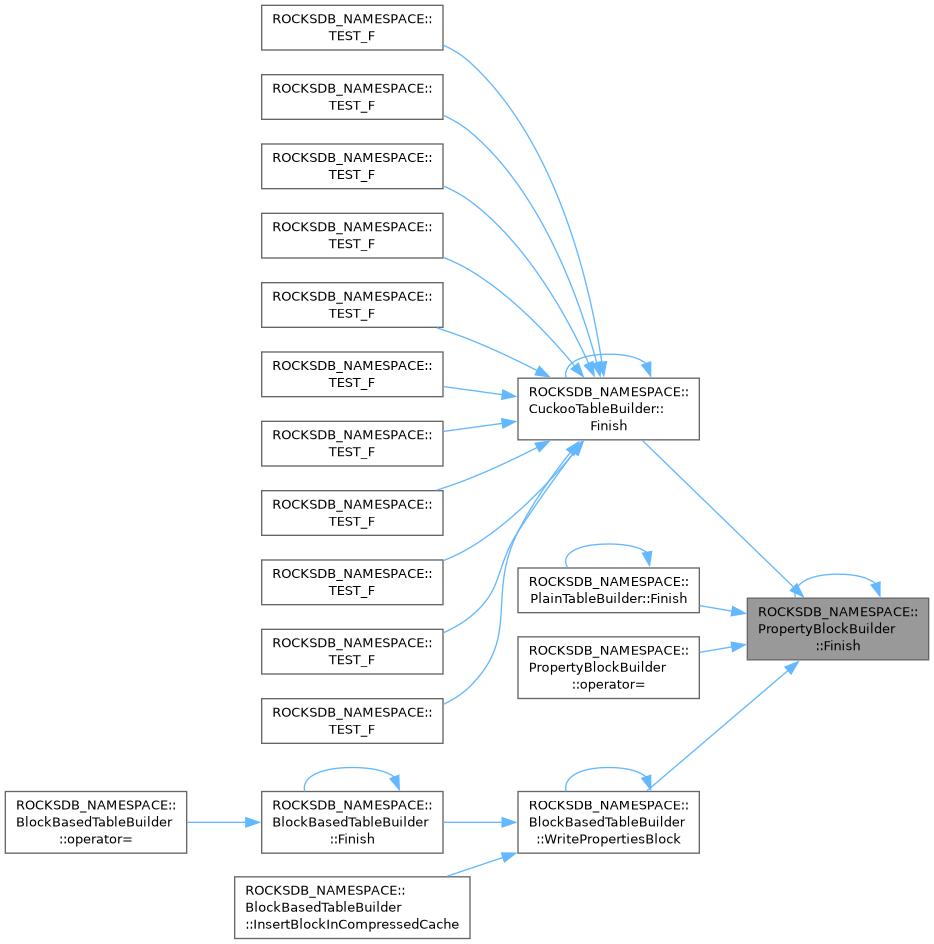 ROCKSDB_NAMESPACE::
TEST_F
ROCKSDB_NAMESPACE::
TEST_F
ROCKSDB_NAMESPACE::
TEST_F
ROCKSDB_NAMESPACE::
TEST_F
ROCKSDB_NAMESPACE::
TEST_F
ROCKSDB_NAMESPACE::
TEST_F
ROCKSDB_NAMESPACE::
TEST_F
ROCKSDB_NAMESPACE::
TEST_F
ROCKSDB_NAMESPACE::
TEST_F
ROCKSDB_NAMESPACE::
TEST_F
ROCKSDB_NAMESPACE::
TEST_F
ROCKSDB_NAMESPACE::
CuckooTableBuilder::
Finish
ROCKSDB_NAMESPACE::
PlainTableBuilder::Finish
ROCKSDB_NAMESPACE::
PropertyBlockBuilder
::operator=
ROCKSDB_NAMESPACE::
PropertyBlockBuilder
::Finish
ROCKSDB_NAMESPACE::
BlockBasedTableBuilder
::operator=
ROCKSDB_NAMESPACE::
BlockBasedTableBuilder
::Finish
ROCKSDB_NAMESPACE::
BlockBasedTableBuilder
::WritePropertiesBlock
ROCKSDB_NAMESPACE::
BlockBasedTableBuilder
::InsertBlockInCompressedCache